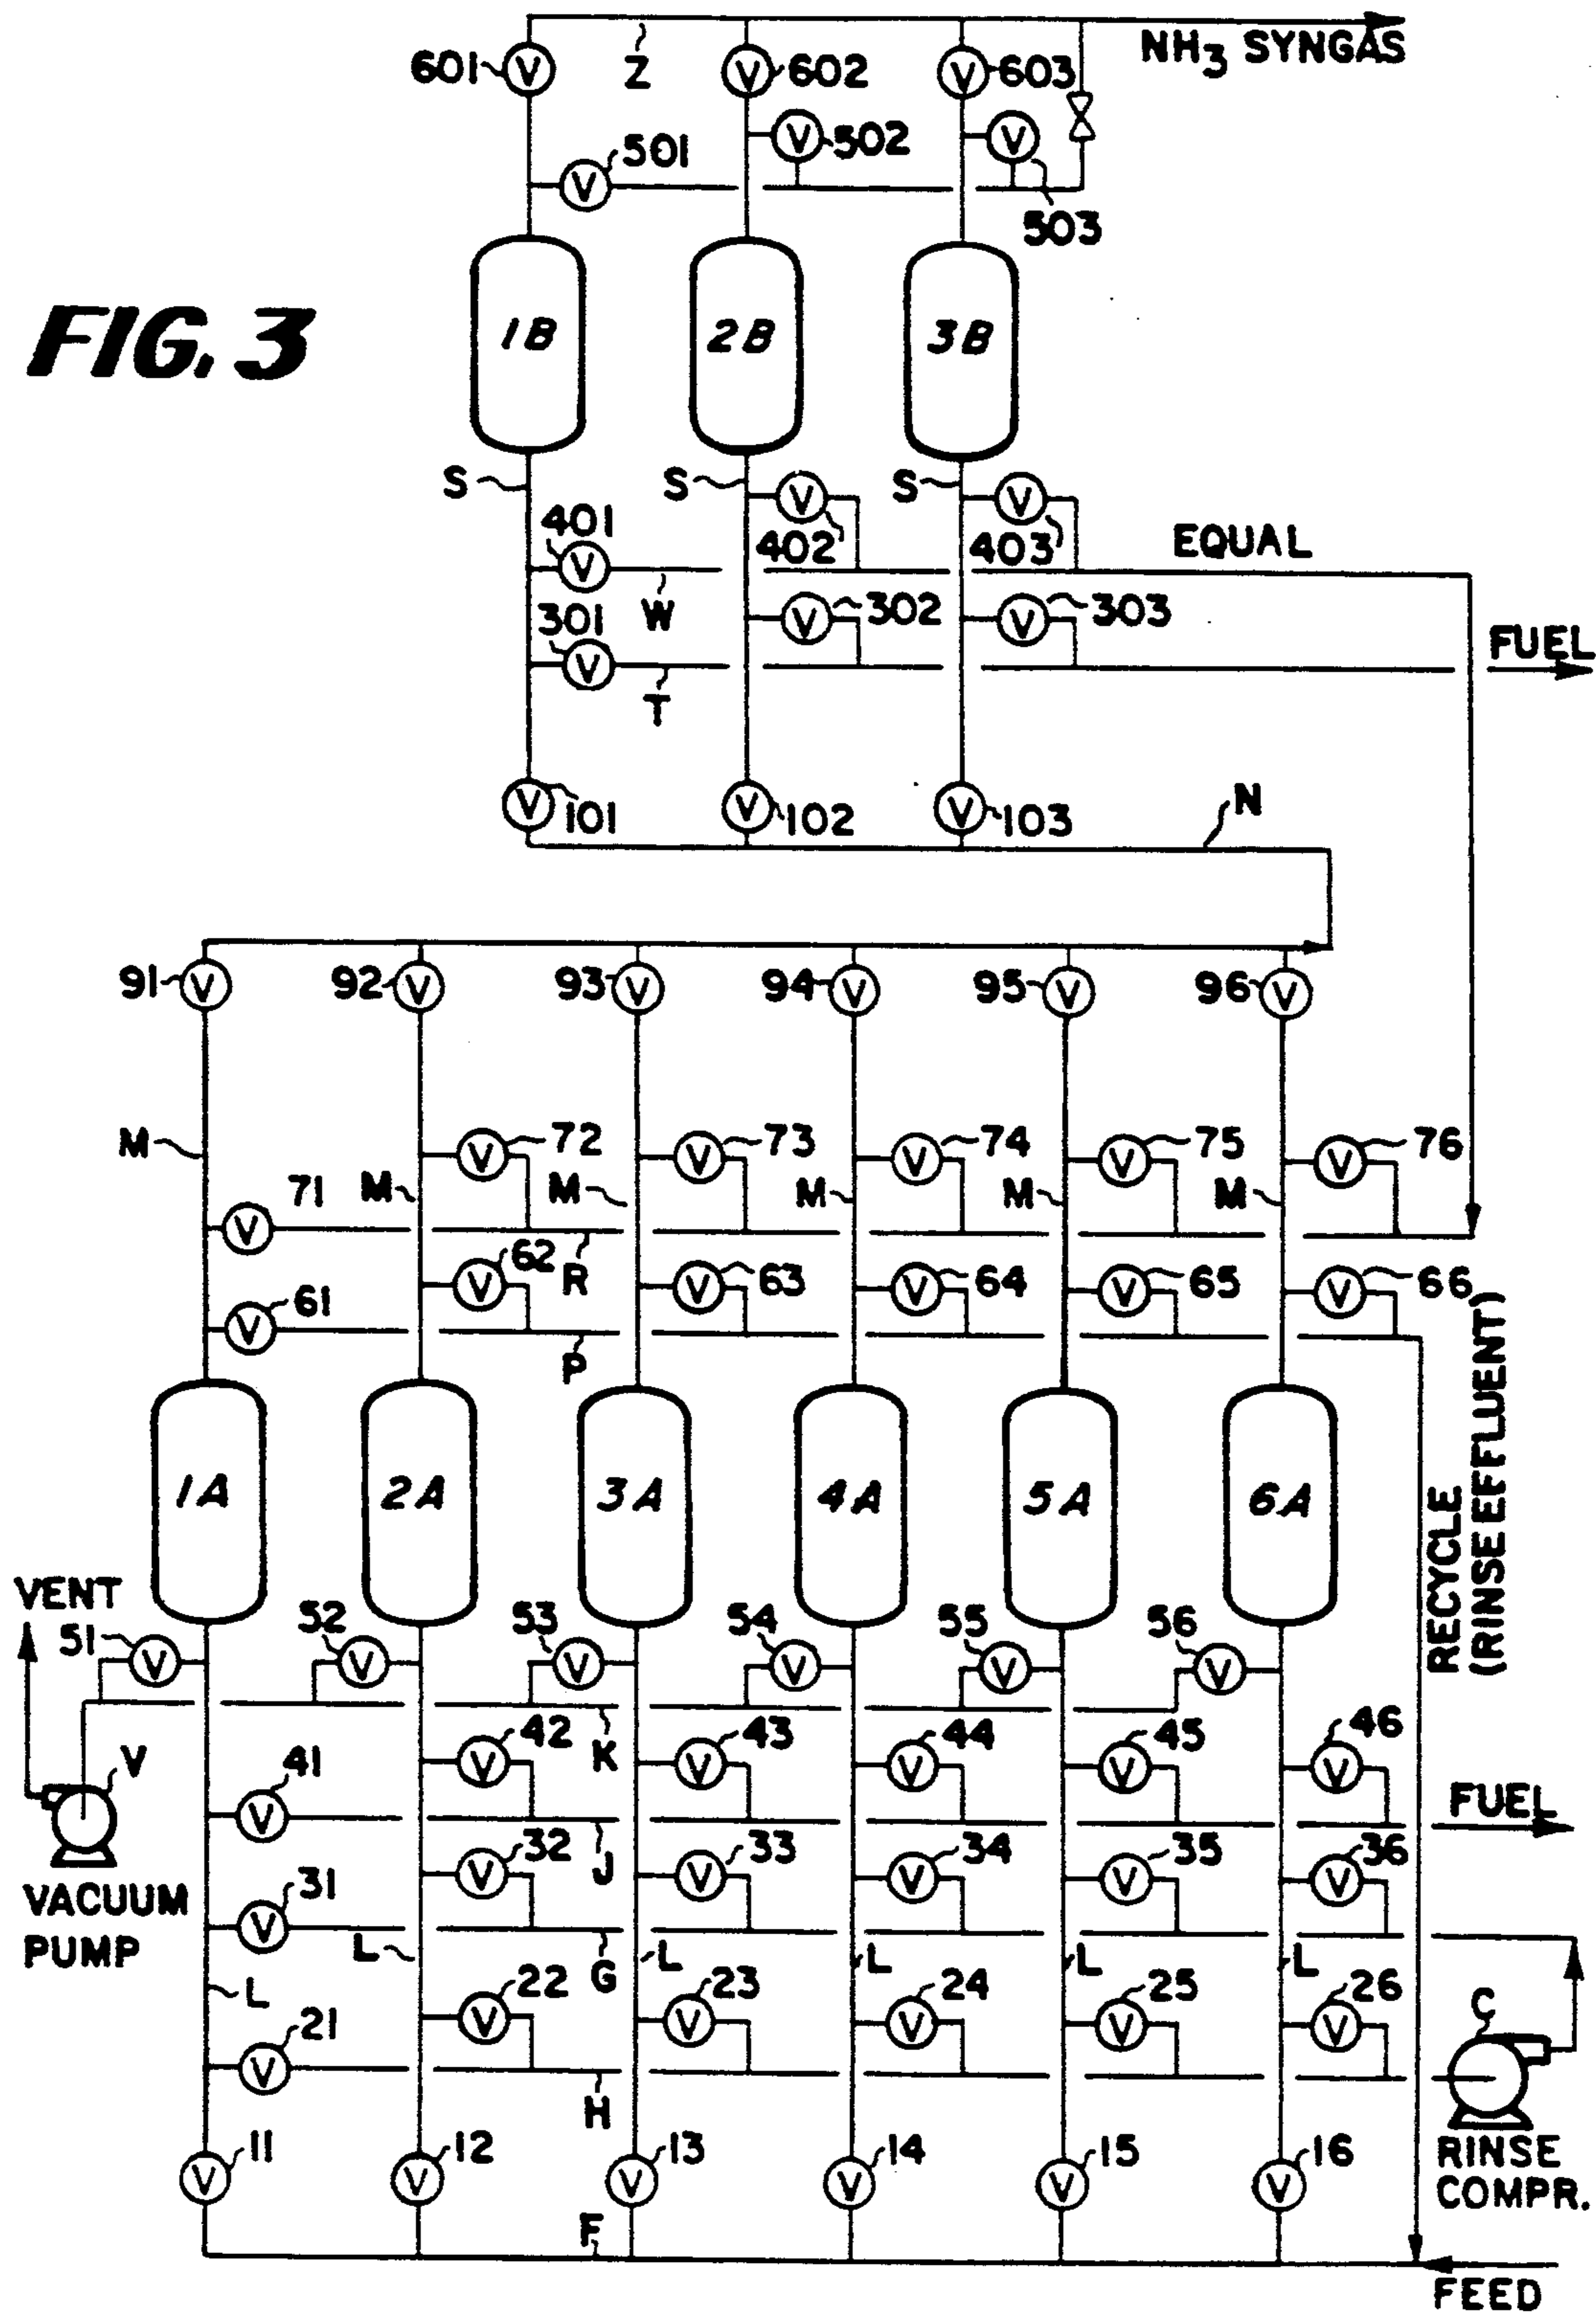 NH3 SYNGAS
601 V Z V 602 V 603
V 502 V
501
V
503
FIG. 3
1B 2B 3B
S S V S V
401 402 403 EQUAL
V
W V 302 V 303
301 FUEL
V
T
V 101 V 102 V 103 N
91 V 92 V 93 V 94 V 95 V 96 V
M V 72 V 73 V 74 V 75 V 76
71 M M M M M
V
R
62 V V 63 V 64 V 65 V 66
61 V
P
1A 2A 3A 4A 5A 6A
RECYCLE
(RINSE EFFLUENT)
VENT
51 V 52 V 53 V 54 V 55 V 56 V
K
V 41 V V 42 V 43 V 44 V 45 V 46
FUEL
J
VACUUM
PUMP
31 V V 32 V 33 V 34 V 35 V 36
L L G L L L L
21 V V 22 V 23 V 24 V 25 V 26 C
H
RINSE
COMPR.
V 11 V 12 V 13 V 14 V 15 V 16
F
FEED